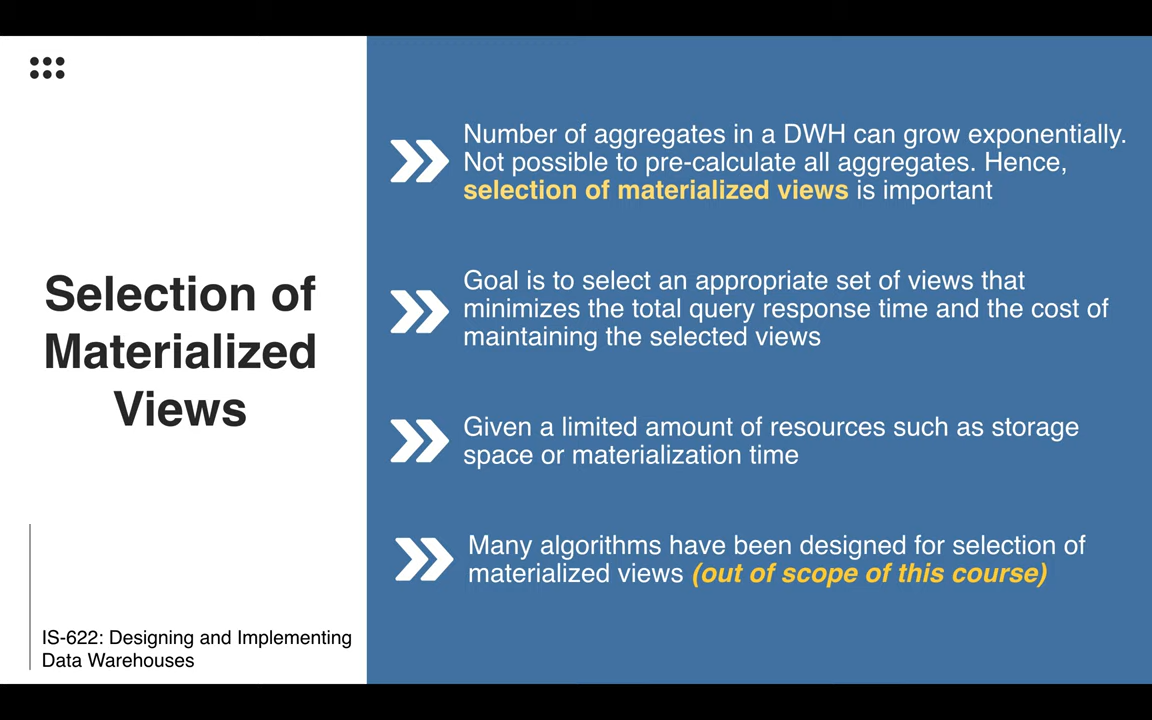 Selection of
Materialized
Views
IS-622: Designing and Implementing
Data Warehouses
Number of aggregates in a DWH can grow exponentially.
Not possible to pre-calculate all aggregates. Hence,
selection of materialized views is important
Goal is to select an appropriate set of views that
minimizes the total query response time and the cost of
maintaining the selected views
Given a limited amount of resources such as storage
space or materialization time
Many algorithms have been designed for selection of
materialized views (out of scope of this course)